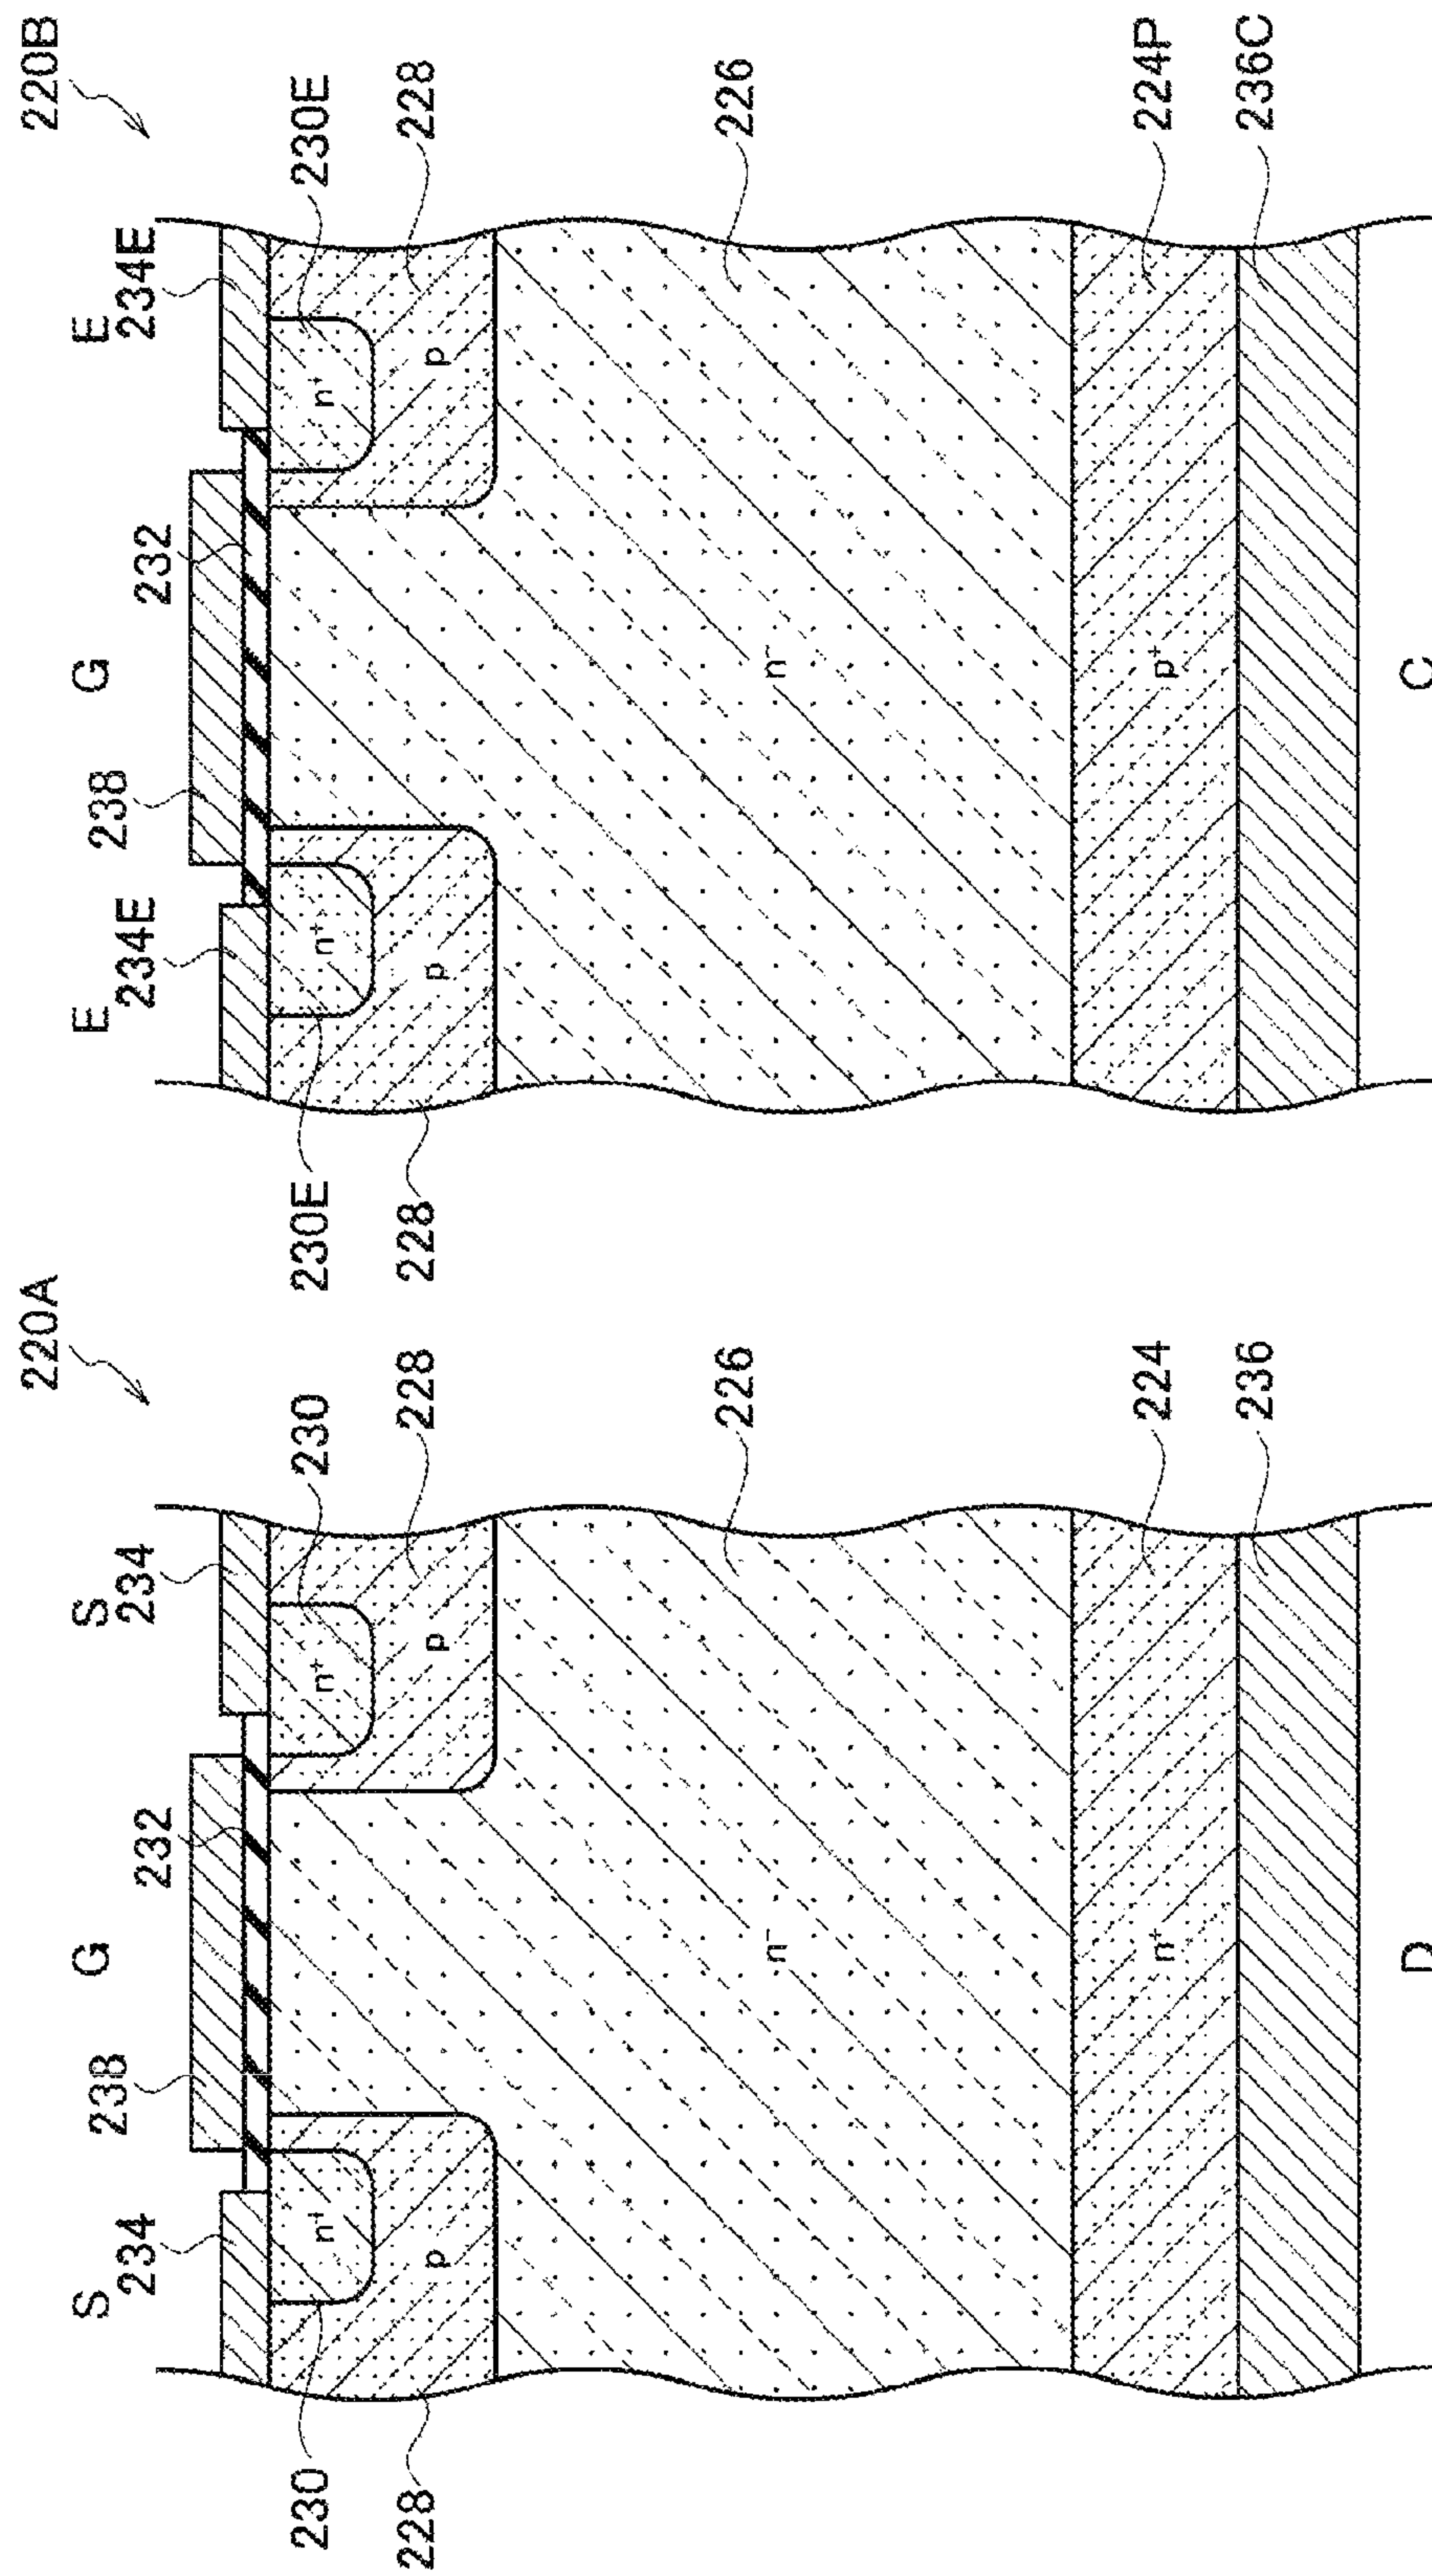 220A
S G S
234 238 232 234
230 n⁺ n⁺ 230
228 p p 228
n⁻ 226
n⁺ 224
236
D
220B
E G E
234E 238 232 234E
230E n⁺ n⁺ 230E
228 p p 228
n⁻ 226
p⁺ 224P
236C
C